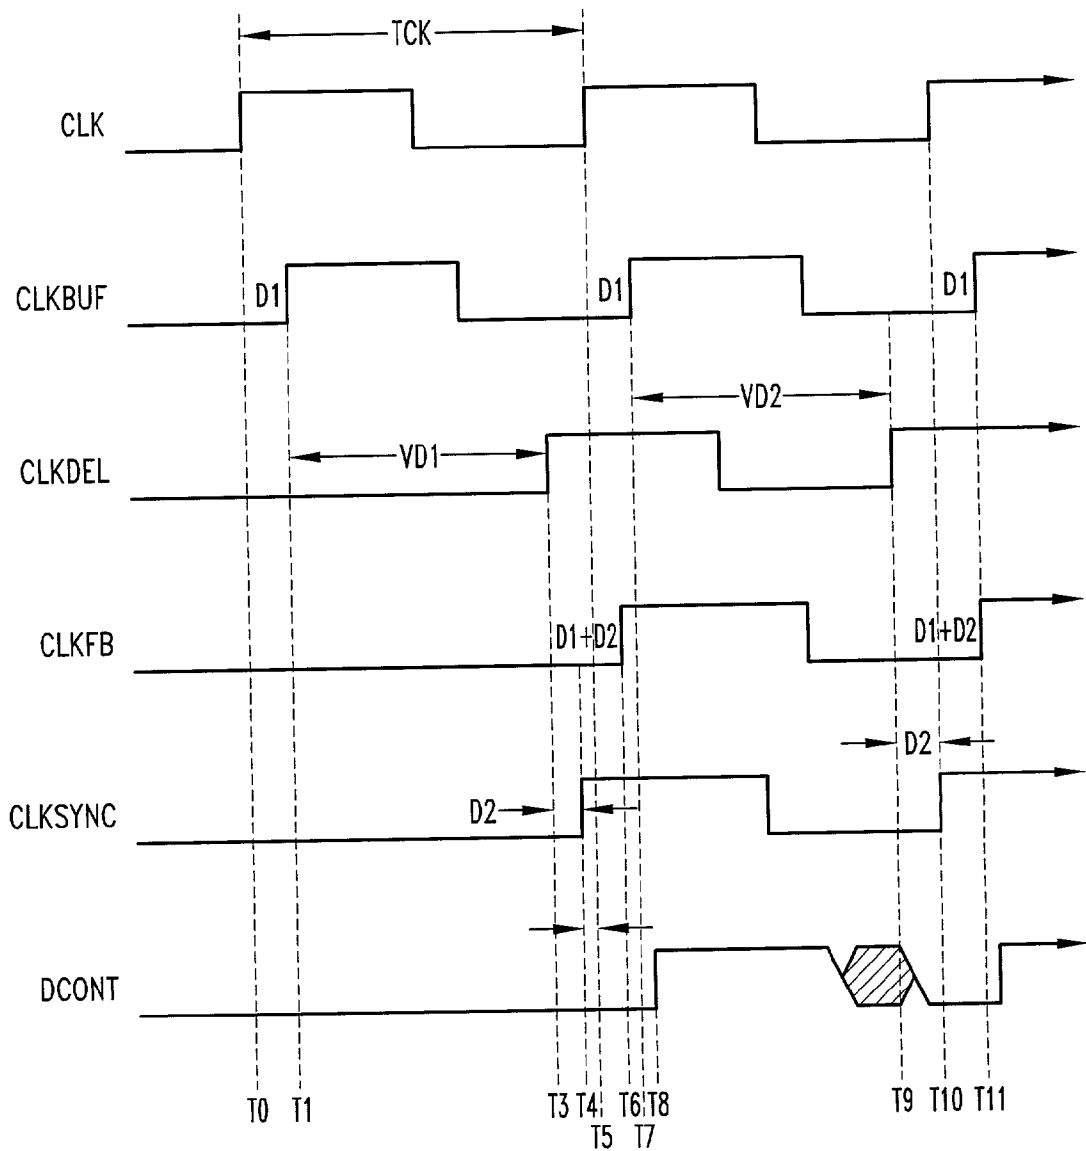 TCK
CLK
CLKBUF D1 D1 D1
VD2
CLKDEL VD1
CLKFB D1+D2 D1+D2
D2
CLKSYNC D2
DCONT
T0 T1 T3 T4 T6 T8 T9 T10 T11
T5 T7